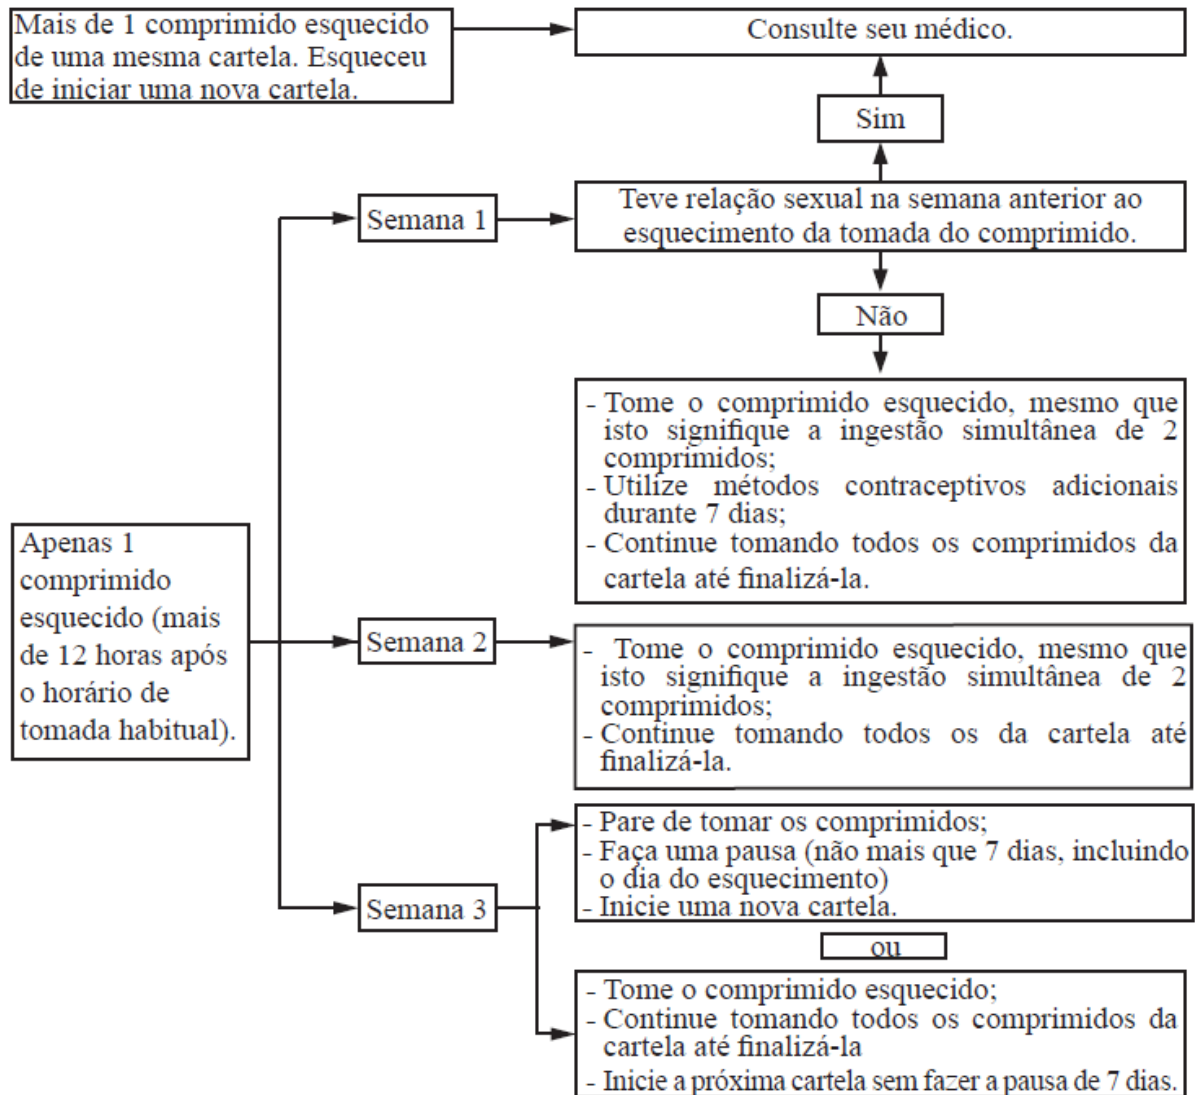 Mais de 1 comprimido esquecido
de uma mesma cartela. Esqueceu
de iniciar uma nova cartela.
Consulte seu médico.
Sim
Semana 1
Teve relação sexual na semana anterior ao
esquecimento da tomada do comprimido.
Não
- Tome o comprimido esquecido, mesmo que
isto signifique a ingestão simultânea de 2
comprimidos;
- Utilize métodos contraceptivos adicionais
durante 7 dias;
- Continue tomando todos os comprimidos da
cartela até finalizá-la.
Apenas 1
comprimido
esquecido (mais
de 12 horas após
o horário de
tomada habitual).
Semana 2
- Tome o comprimido esquecido, mesmo que
isto signifique a ingestão simultânea de 2
comprimidos;
- Continue tomando todos os da cartela até
finalizá-la.
Semana 3
- Pare de tomar os comprimidos;
- Faça uma pausa (não mais que 7 dias, incluindo
o dia do esquecimento)
- Inicie uma nova cartela.
ou
- Tome o comprimido esquecido;
- Continue tomando todos os comprimidos da
cartela até finalizá-la
- Inicie a próxima cartela sem fazer a pausa de 7 dias.